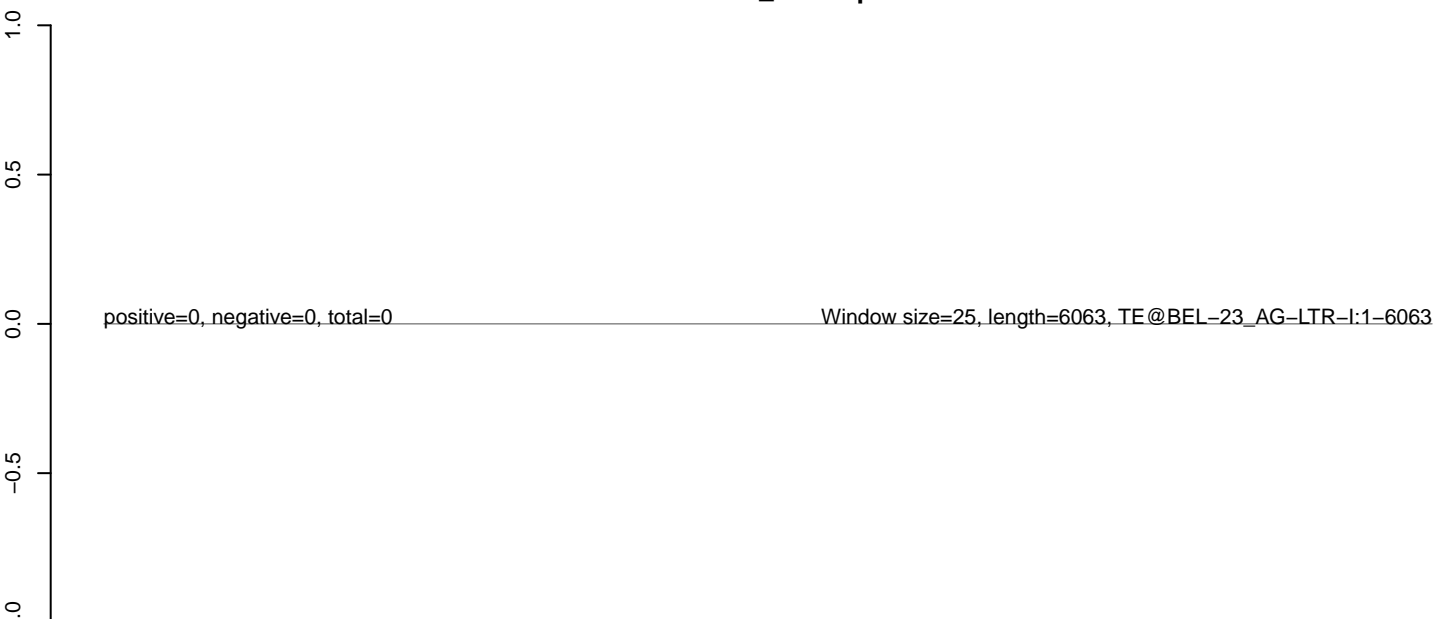 1.0
0.5
0.0
positive=0, negative=0, total=0
Window size=25, length=6063, TE@BEL−23_AG−LTR−I:1−6063
−0.5
.0